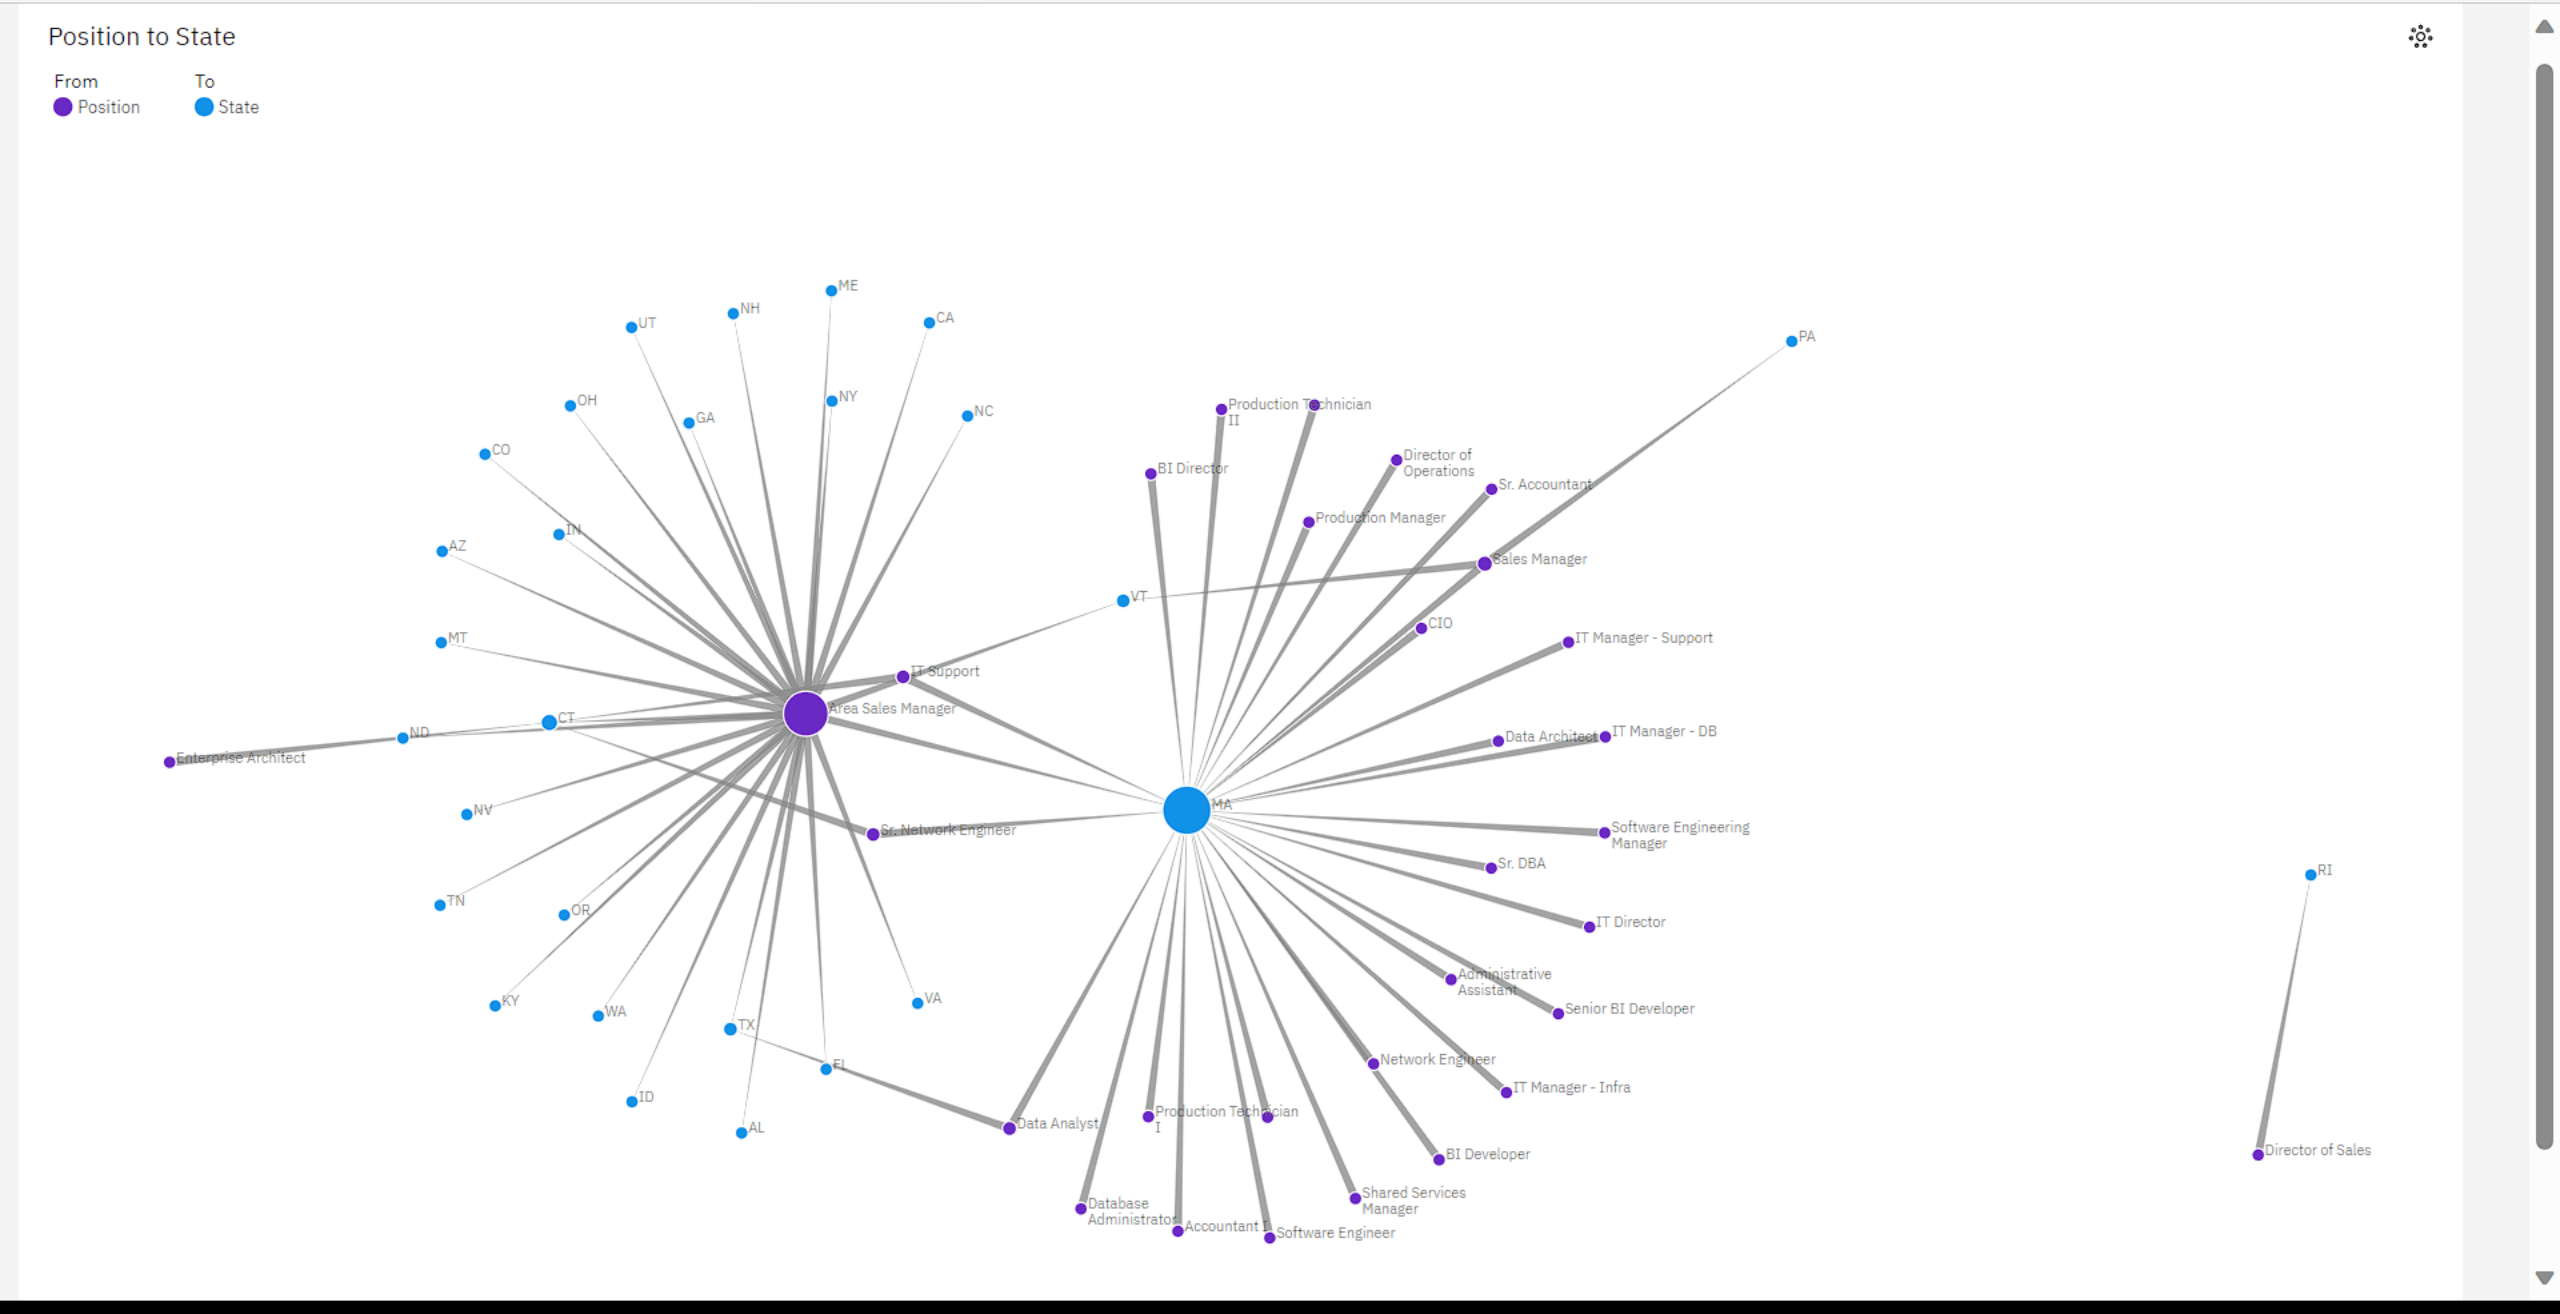 Position to State
From
To
Position
State
ME
NH
CA
UT
PA
NY
OH
Production Technician
II
NC
GA
CO
Director of
Operations
BI Director
Sr. Accountant
Production Manager
IN
AZ
Sales Manager
VT
CIO
MT
IT Manager - Support
IT Support
Area Sales Manager
CT
ND
IT Manager - DB
Data Architect
Enterprise Architect
MA
NV
Software Engineering
Manager
Sr. Network Engineer
Sr. DBA
RI
TN
OR
IT Director
Administrative
Assistant
VA
KY
Senior BI Developer
WA
TX
Network Engineer
FL
IT Manager - Infra
ID
Production Technician
I
Data Analyst
AL
Director of Sales
BI Developer
Shared Services
Manager
Database
Administrator
Accountant I
Software Engineer